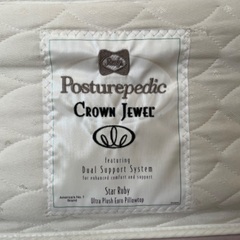 Sealy
Posturepedic
CROWN JEWEL
featuring
Dual Support System
for enhanced comfort and support
Star Ruby
Ultra Plush Euro Pillowtop